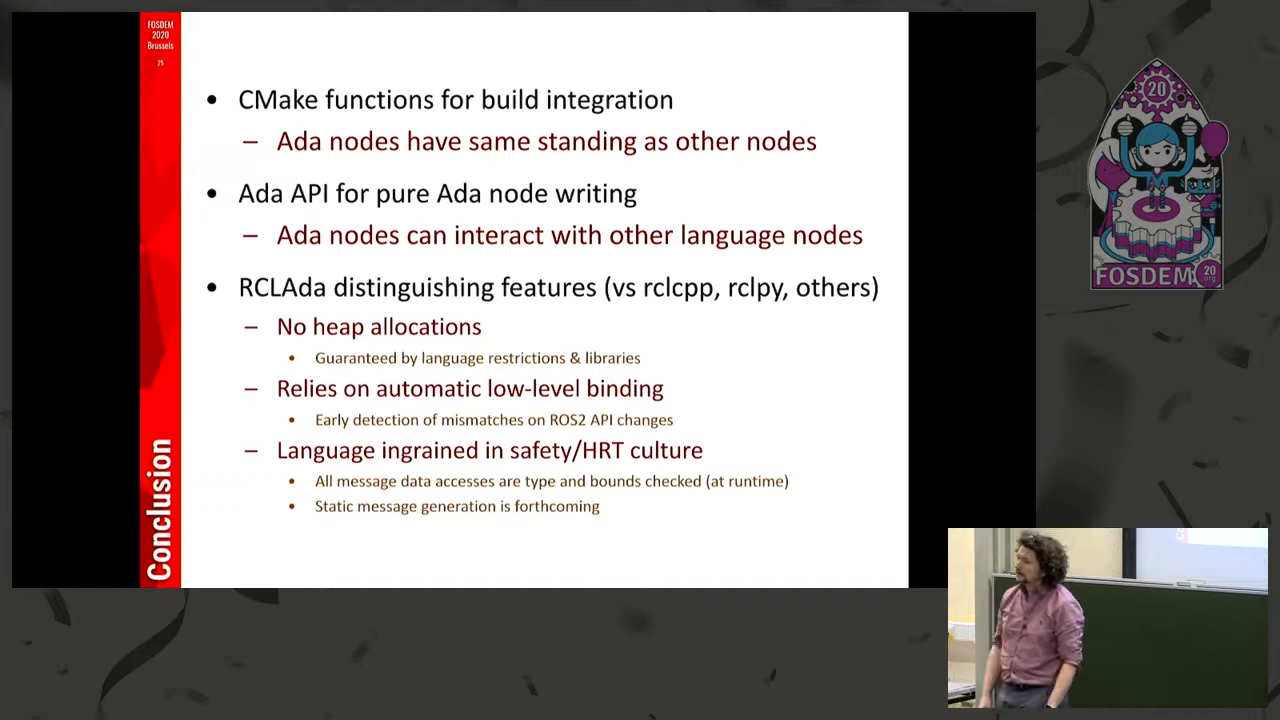 FOSDEM
2020
Brussels
25
Conclusion
• CMake functions for build integration
– Ada nodes have same standing as other nodes
• Ada API for pure Ada node writing
– Ada nodes can interact with other language nodes
• RCLAda distinguishing features (vs rclcpp, rclpy, others)
– No heap allocations
• Guaranteed by language restrictions & libraries
– Relies on automatic low-level binding
• Early detection of mismatches on ROS2 API changes
– Language ingrained in safety/HRT culture
• All message data accesses are type and bounds checked (at runtime)
• Static message generation is forthcoming
20
FOSDEM
20
.org